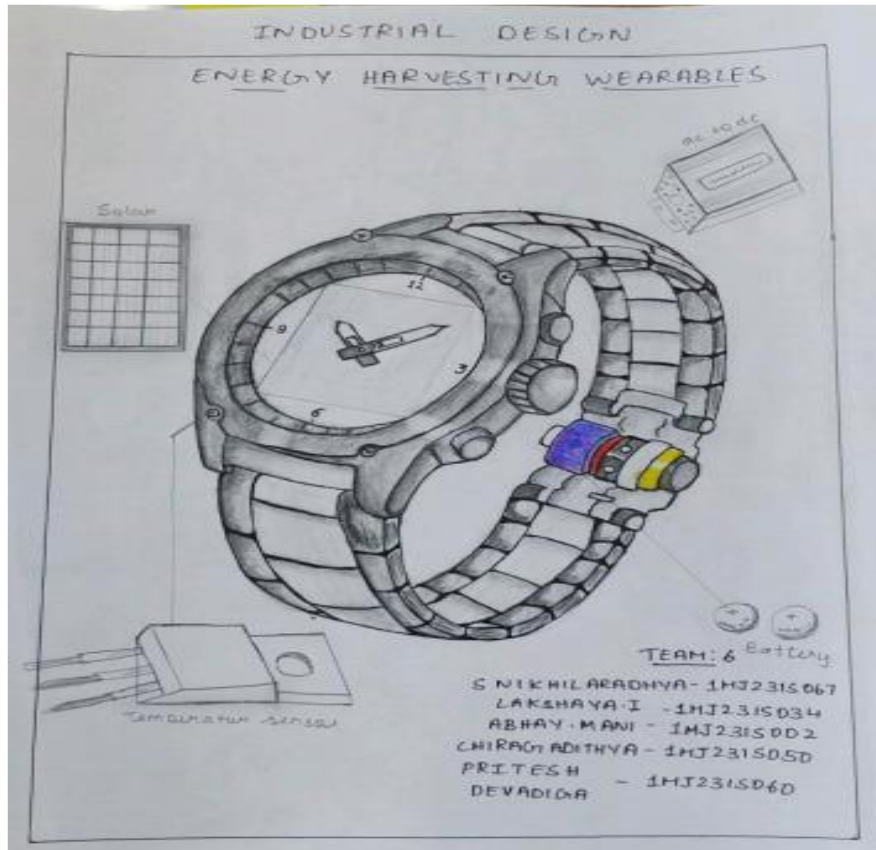 INDUSTRIAL DESIGN
ENERGY HARVESTING WEARABLES
ac to dc
Solar
12
9
3
6
Battery
TEAM: 6
S NIKHILARADHYA - 1MJ23IS067
LAKSHAYA.I - 1MJ23IS034
ABHAY.MANI - 1MJ23IS002
CHIRAG ADITHYA - 1MJ23IS050
PRITESH
DEVADIGA - 1MJ23IS060
sensor